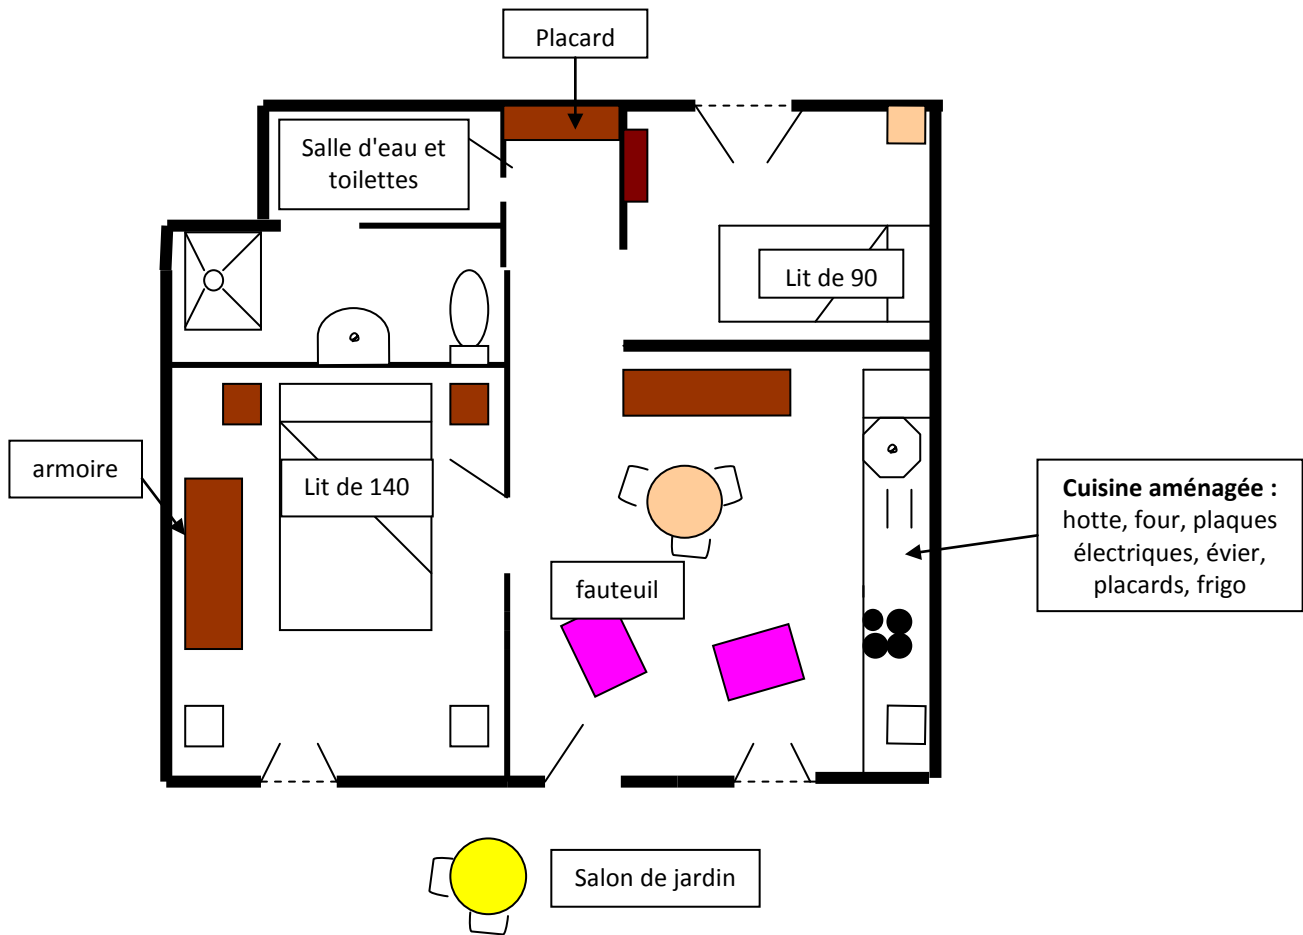 Placard
Salle d'eau et
toilettes
Lit de 90
armoire
Lit de 140
Cuisine aménagée :
hotte, four, plaques
électriques, évier,
placards, frigo
fauteuil
Salon de jardin